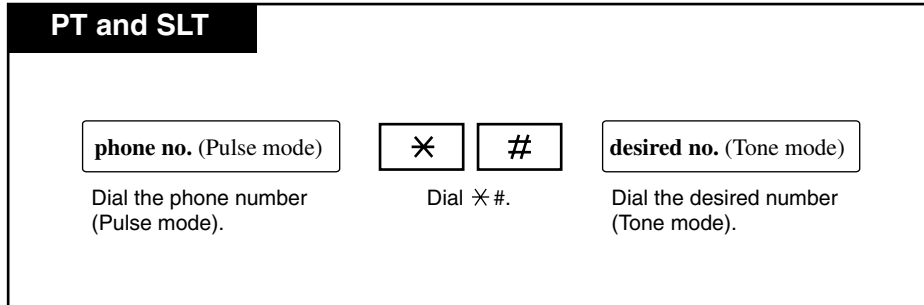 PT and SLT
phone no. (Pulse mode)
✳ #
desired no. (Tone mode)
Dial the phone number
(Pulse mode).
Dial ✳ #.
Dial the desired number
(Tone mode).